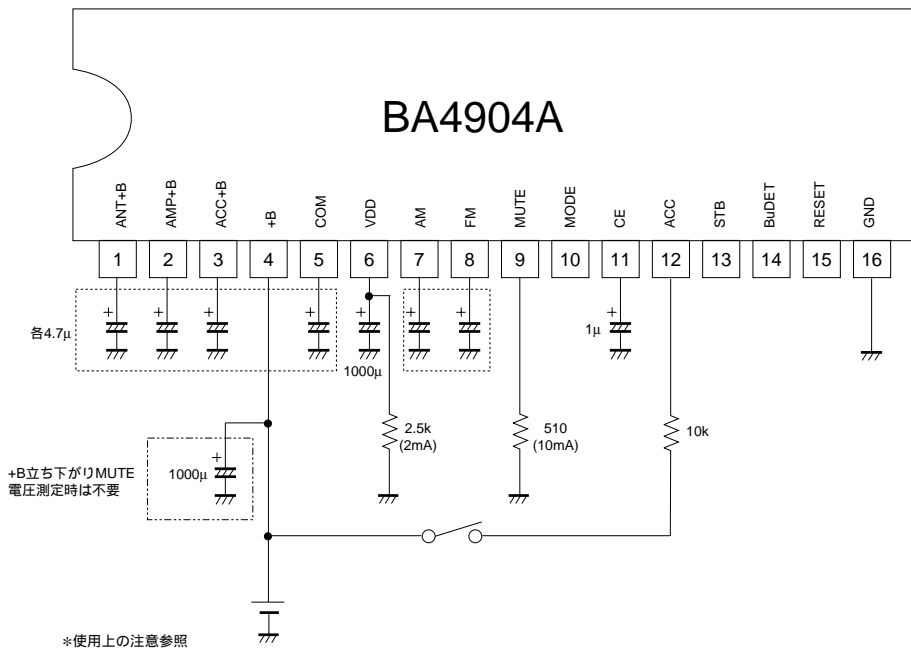 BA4904A
ANT+B
AMP+B
ACC+B
+B
COM
VDD
AM
FM
MUTE
MODE
CE
ACC
STB
BuDET
RESET
GND
1
2
3
4
5
6
7
8
9
10
11
12
13
14
15
16
+
+
+
+
+
+
+
+
各4.7μ
1000μ
1μ
2.5k
(2mA)
510
(10mA)
10k
+
1000μ
+B立ち下がりMUTE
電圧測定時は不要
*使用上の注意参照